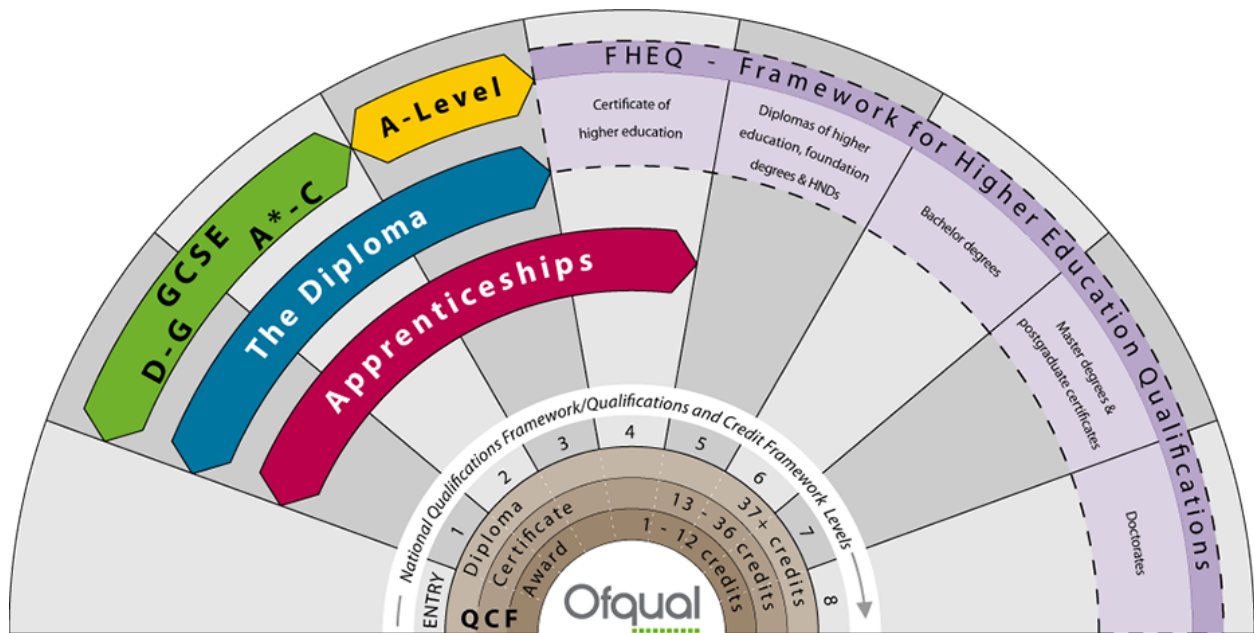 FHEQ - Framework for Higher Education Qualifications
A-Level
GCSE
D-G A*-C
The Diploma
Apprenticeships
Certificate of
higher education
Diplomas of higher
education, foundation
degrees & HNDs
Bachelor degrees
Master degrees &
postgraduate certificates
Doctorates
National Qualifications Framework/Qualifications and Credit Framework Levels
ENTRY
1
2
3
4
5
6
7
8
Diploma
37+ credits
Certificate
13 - 36 credits
Award
1 - 12 credits
QCF
Ofqual